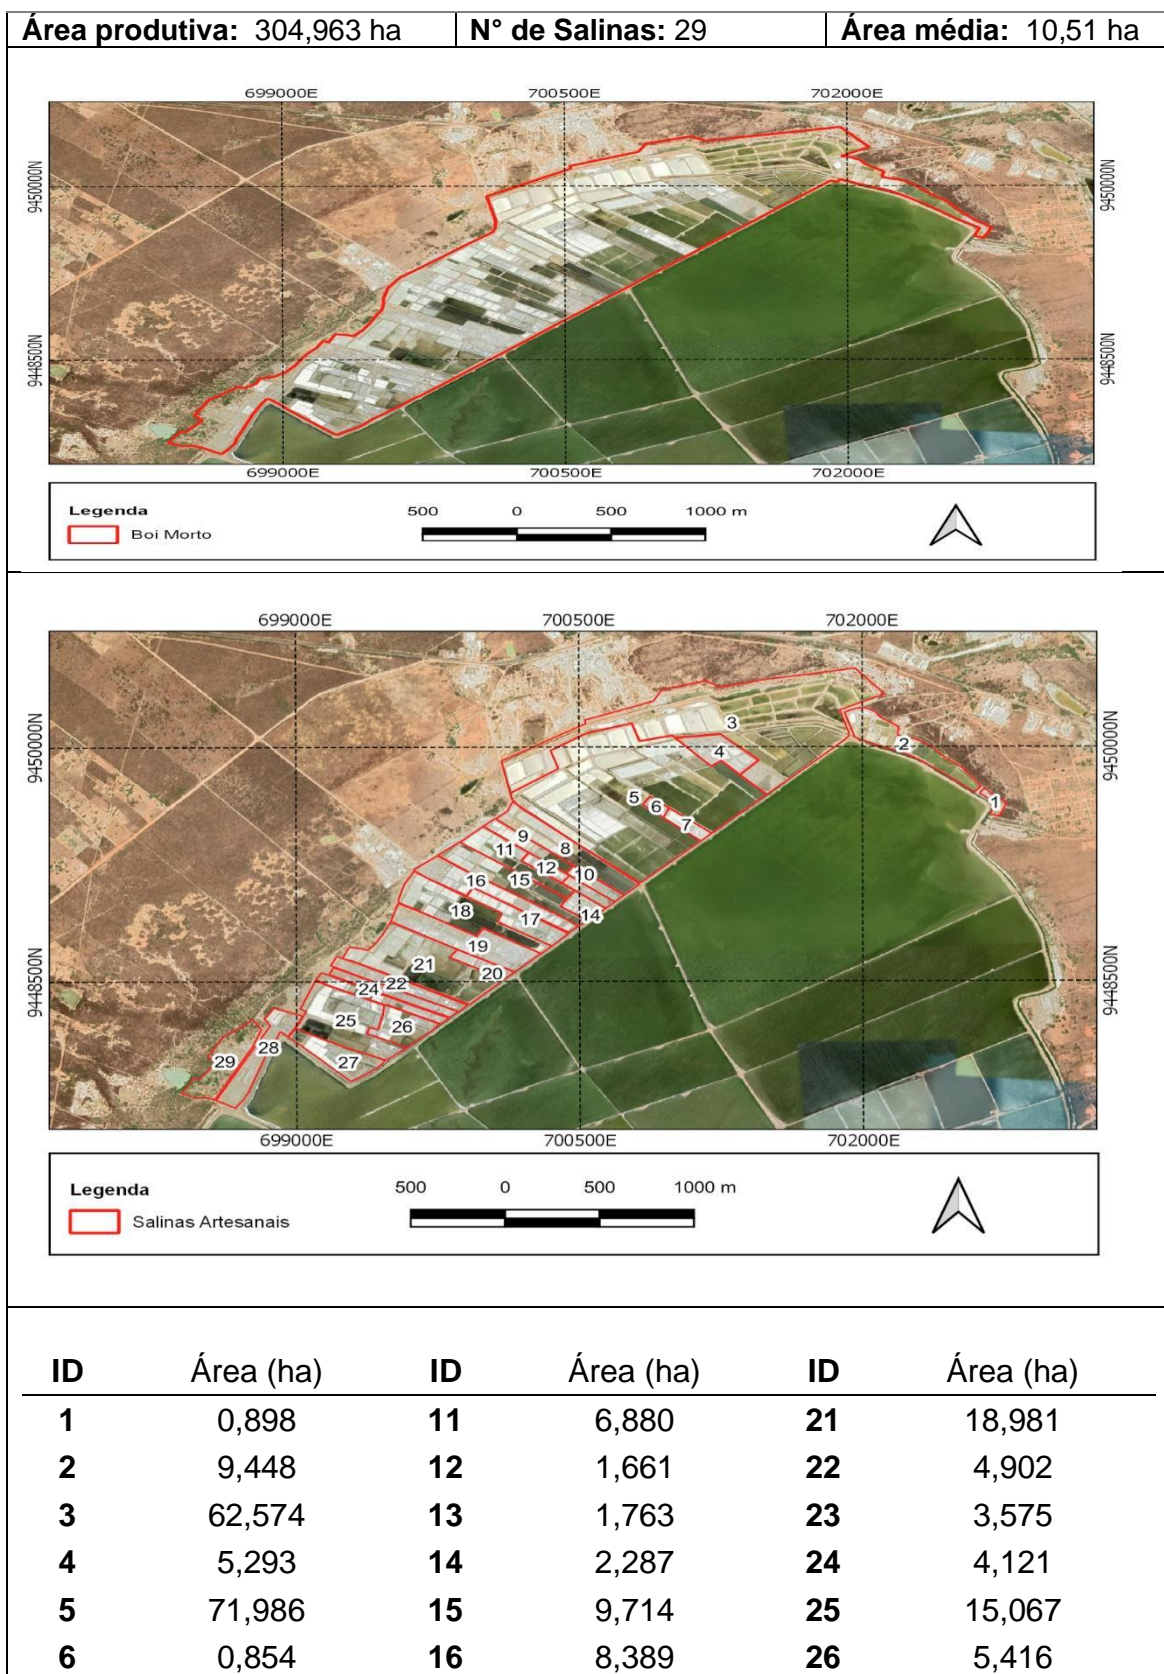 Área produtiva: 304,963 ha N° de Salinas: 29 Área média: 10,51 ha
699000E 700500E 702000E
9450000N 9450000N
9448500N 9448500N
699000E 700500E 702000E
Legenda
Boi Morto
500 0 500 1000 m
699000E 700500E 702000E
9450000N 9450000N
9448500N 9448500N
3
4
2
1
5
6
7
9
8
11
12
10
15
16
14
18
17
19
21
20
22
24
25
26
28
29
27
699000E 700500E 702000E
Legenda
Salinas Artesanais
500 0 500 1000 m
ID Área (ha) ID Área (ha) ID Área (ha)
1 0,898 11 6,880 21 18,981
2 9,448 12 1,661 22 4,902
3 62,574 13 1,763 23 3,575
4 5,293 14 2,287 24 4,121
5 71,986 15 9,714 25 15,067
6 0,854 16 8,389 26 5,416